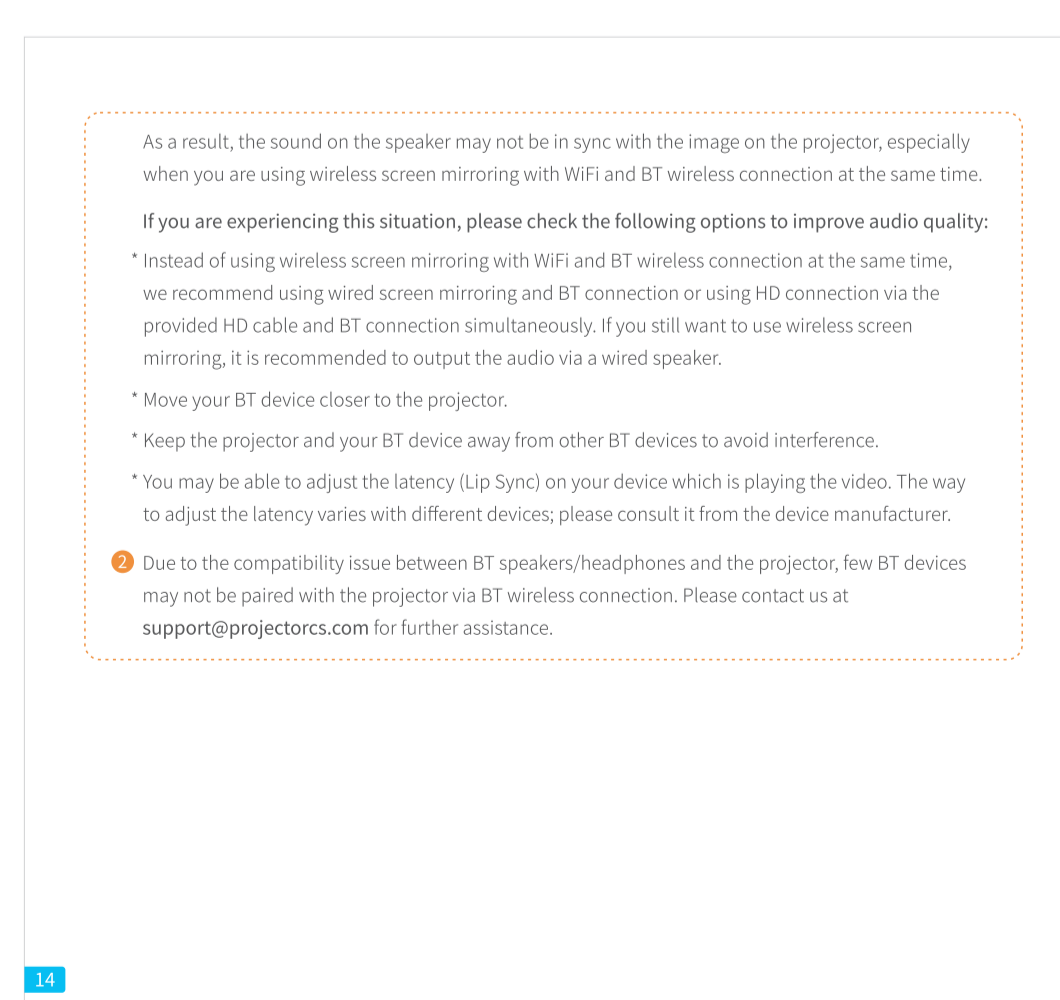 As a result, the sound on the speaker may not be in sync with the image on the projector, especially
when you are using wireless screen mirroring with WiFi and BT wireless connection at the same time.
If you are experiencing this situation, please check the following options to improve audio quality:
* Instead of using wireless screen mirroring with WiFi and BT wireless connection at the same time,
we recommend using wired screen mirroring and BT connection or using HD connection via the
provided HD cable and BT connection simultaneously. If you still want to use wireless screen
mirroring, it is recommended to output the audio via a wired speaker.
* Move your BT device closer to the projector.
* Keep the projector and your BT device away from other BT devices to avoid interference.
* You may be able to adjust the latency (Lip Sync) on your device which is playing the video. The way
to adjust the latency varies with different devices; please consult it from the device manufacturer.
2 Due to the compatibility issue between BT speakers/headphones and the projector, few BT devices
may not be paired with the projector via BT wireless connection. Please contact us at
support@projectorcs.com for further assistance.
14